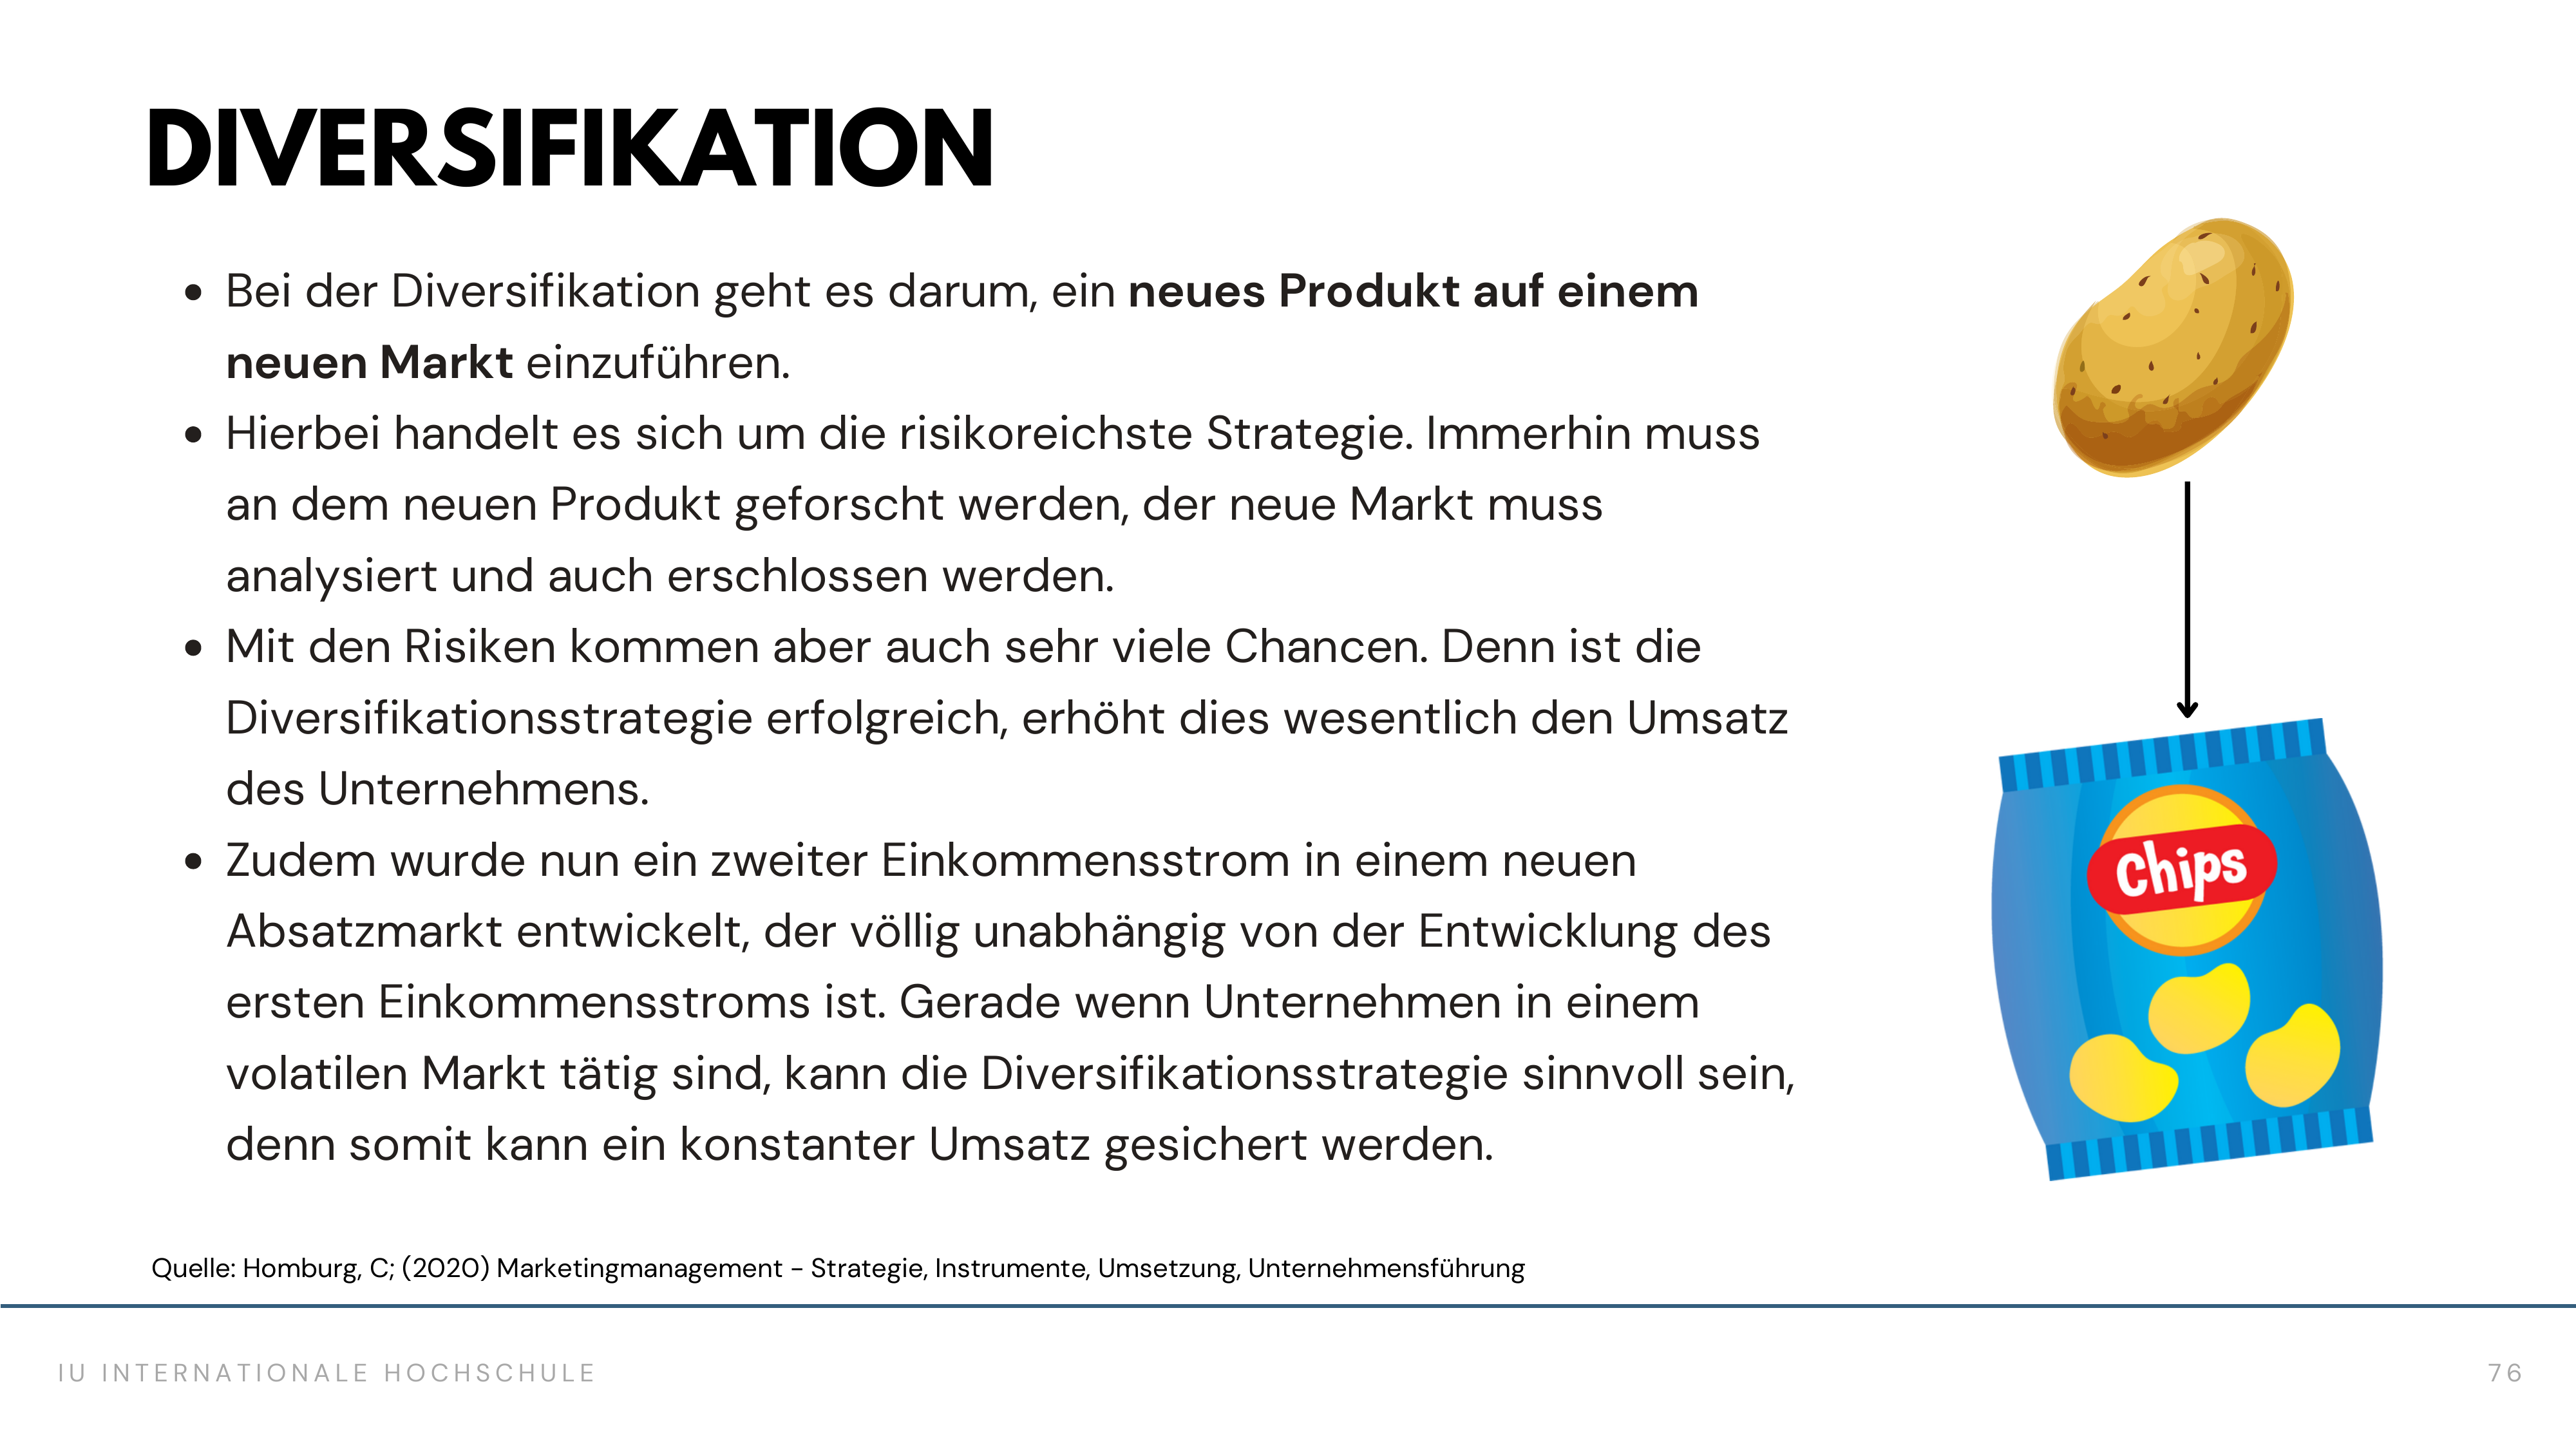 DIVERSIFIKATION
• Bei der Diversifikation geht es darum, ein neues Produkt auf einem
neuen Markt einzuführen.
• Hierbei handelt es sich um die risikoreichste Strategie. Immerhin muss
an dem neuen Produkt geforscht werden, der neue Markt muss
analysiert und auch erschlossen werden.
• Mit den Risiken kommen aber auch sehr viele Chancen. Denn ist die
Diversifikationsstrategie erfolgreich, erhöht dies wesentlich den Umsatz
des Unternehmens.
• Zudem wurde nun ein zweiter Einkommensstrom in einem neuen
Absatzmarkt entwickelt, der völlig unabhängig von der Entwicklung des
ersten Einkommensstroms ist. Gerade wenn Unternehmen in einem
volatilen Markt tätig sind, kann die Diversifikationsstrategie sinnvoll sein,
denn somit kann ein konstanter Umsatz gesichert werden.
Chips
Quelle: Homburg, C; (2020) Marketingmanagement - Strategie, Instrumente, Umsetzung, Unternehmensführung
IU INTERNATIONALE HOCHSCHULE
76